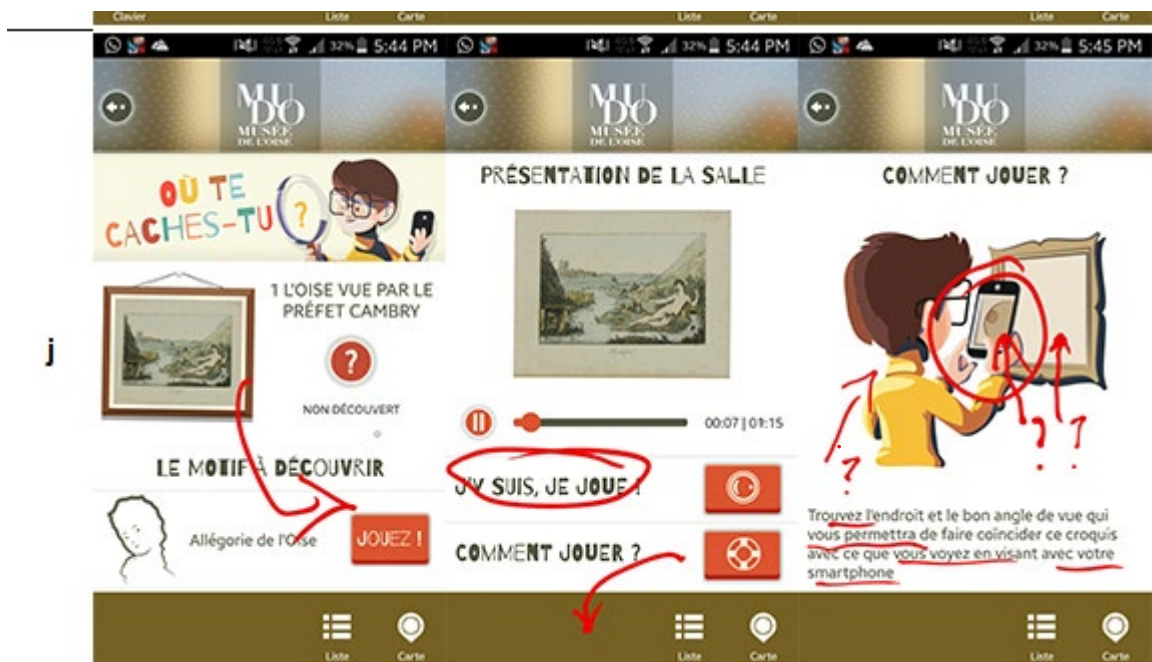 Clavier
Liste
Carte
Liste
Carte
Liste
Carte
32% 5:44 PM
MUDO
MUSÉE
DE L'OISE
OÙ TE
CACHES-TU ?
1 L'OISE VUE PAR LE
PRÉFET CAMBRY
?
NON DÉCOUVERT
LE MOTIF À DÉCOUVRIR
Allégorie de l'Oise
JOUEZ !
Liste
Carte
j
32% 5:44 PM
MUDO
MUSÉE
DE L'OISE
PRÉSENTATION DE LA SALLE
00:07 | 01:15
J'Y SUIS, JE JOUE !
COMMENT JOUER ?
Liste
Carte
32% 5:45 PM
MUDO
MUSÉE
DE L'OISE
COMMENT JOUER ?
?
?
?
Trouvez l'endroit et le bon angle de vue qui
vous permettra de faire coïncider ce croquis
avec ce que vous voyez en visant avec votre
smartphone
Liste
Carte